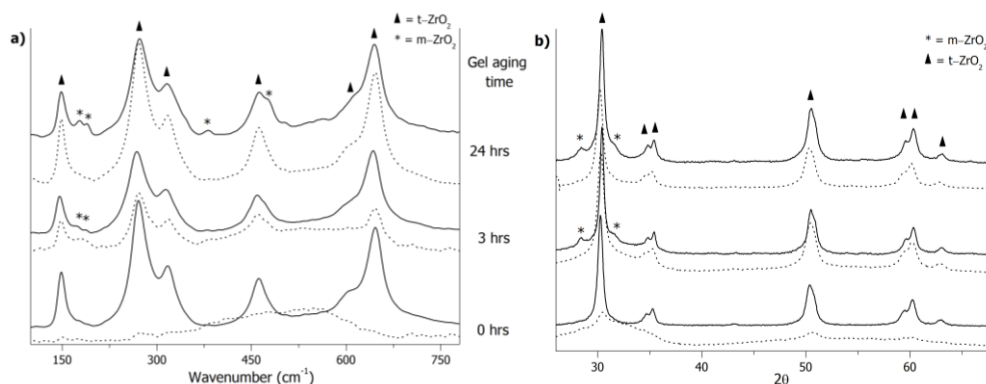 a)
▲ = t–ZrO₂
* = m–ZrO₂
Gel aging
time
24 hrs
3 hrs
0 hrs
150 300 450 600 750
Wavenumber (cm⁻¹)
b)
* = m–ZrO₂
▲ = t–ZrO₂
30 40 50 60
2θ